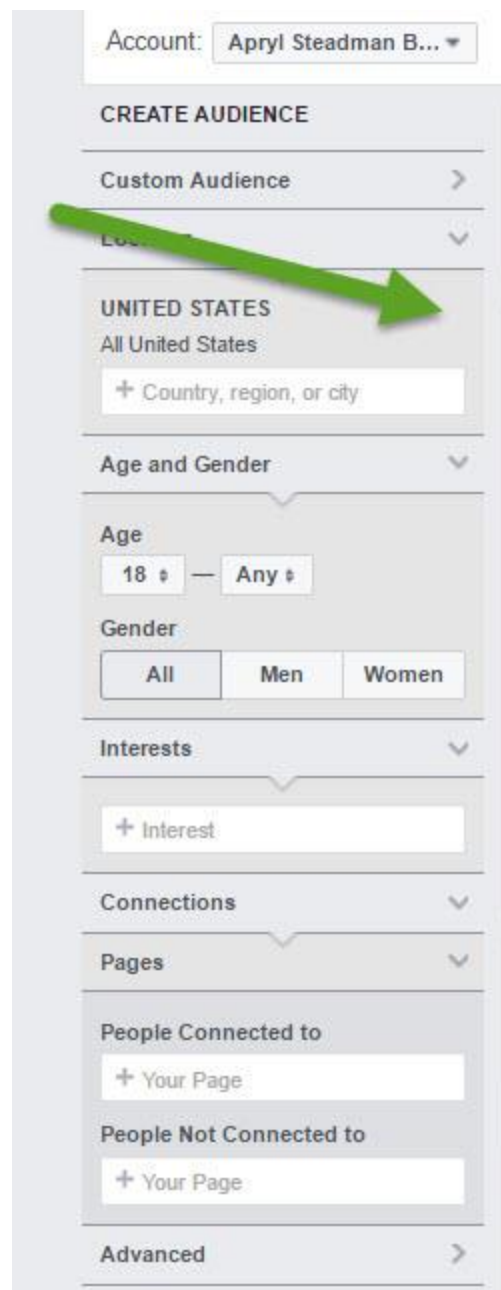 Account: Apryl Steadman B...
CREATE AUDIENCE
Custom Audience
UNITED STATES
All United States
+ Country, region, or city
Age and Gender
Age
18 — Any
Gender
All Men Women
Interests
+ Interest
Connections
Pages
People Connected to
+ Your Page
People Not Connected to
+ Your Page
Advanced